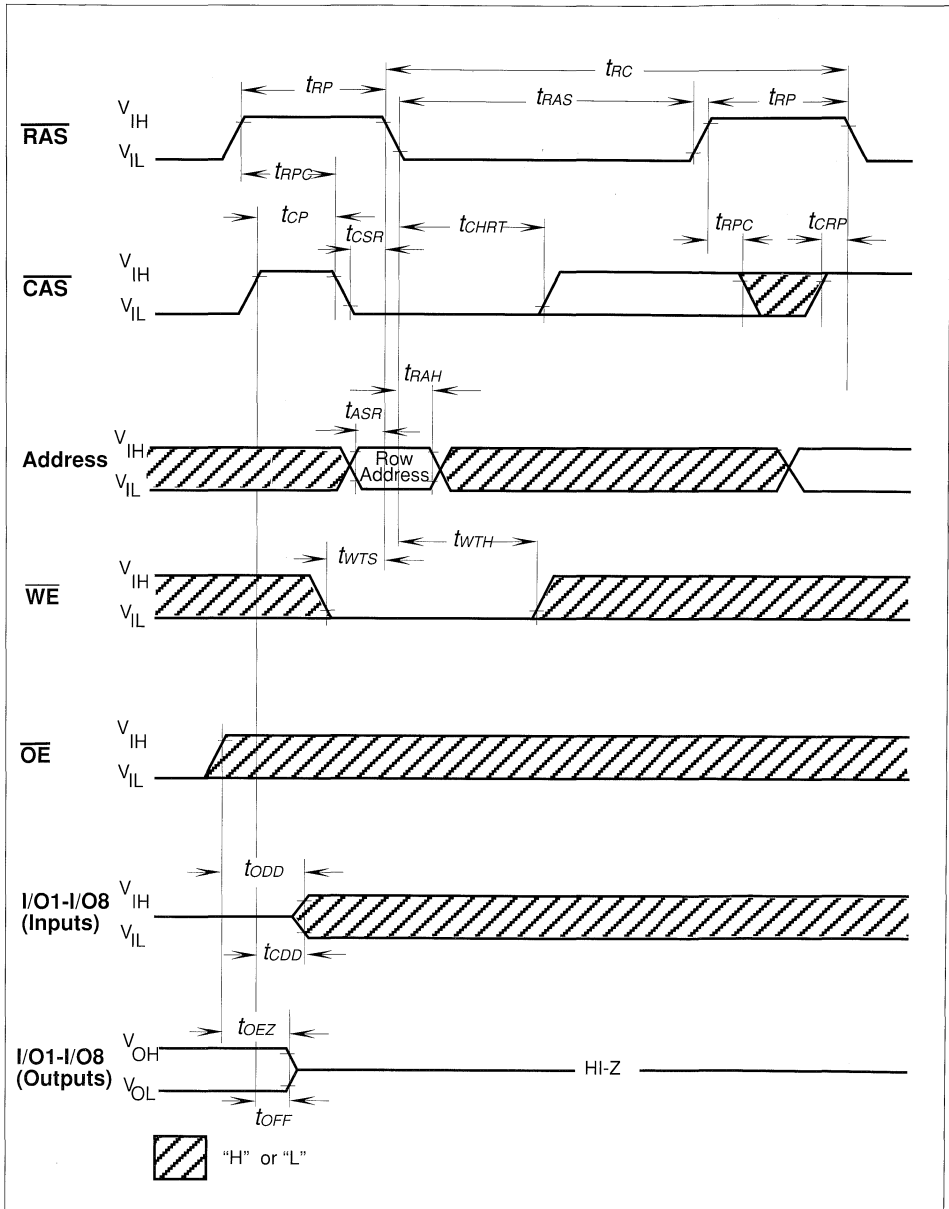 tRC
tRP
tRAS
tRP
RAS
VIH
VIL
tRPC
tCP
tCSR
tCHRT
tRPC
tCRP
CAS
VIH
VIL
tRAH
tASR
Address
VIH
VIL
Row
Address
tWTS
tWTH
WE
VIH
VIL
OE
VIH
VIL
tODD
I/O1-I/O8
(Inputs)
VIH
VIL
tCDD
tOEZ
I/O1-I/O8
(Outputs)
VOH
VOL
HI-Z
tOFF
"H" or "L"